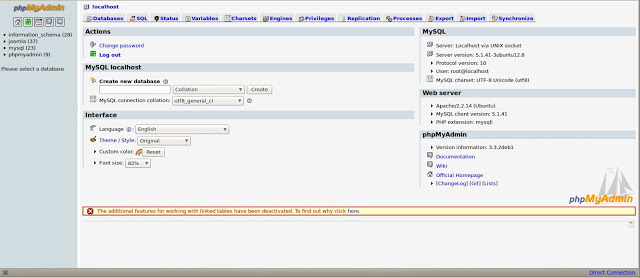 phpMyAdmin
information_schema (28)
joomla (37)
mysql (23)
phpmyadmin (9)
Please select a database
localhost
Databases SQL Status Variables Charsets Engines Privileges Replication Processes Export Import Synchronize
Actions
Change password
Log out
MySQL localhost
Create new database
Collation Create
MySQL connection collation: utf8_general_ci
Interface
Language : English
Theme / Style: Original
Custom color: Reset
Font size: 82%
MySQL
Server: Localhost via UNIX socket
Server version: 5.1.41-3ubuntu12.8
Protocol version: 10
User: root@localhost
MySQL charset: UTF-8 Unicode (utf8)
Web server
Apache/2.2.14 (Ubuntu)
MySQL client version: 5.1.41
PHP extension: mysqli
phpMyAdmin
Version information: 3.3.2deb1
Documentation
Wiki
Official Homepage
[ChangeLog] [Git] [Lists]
phpMyAdmin
The additional features for working with linked tables have been deactivated. To find out why click here.
Direct Connection